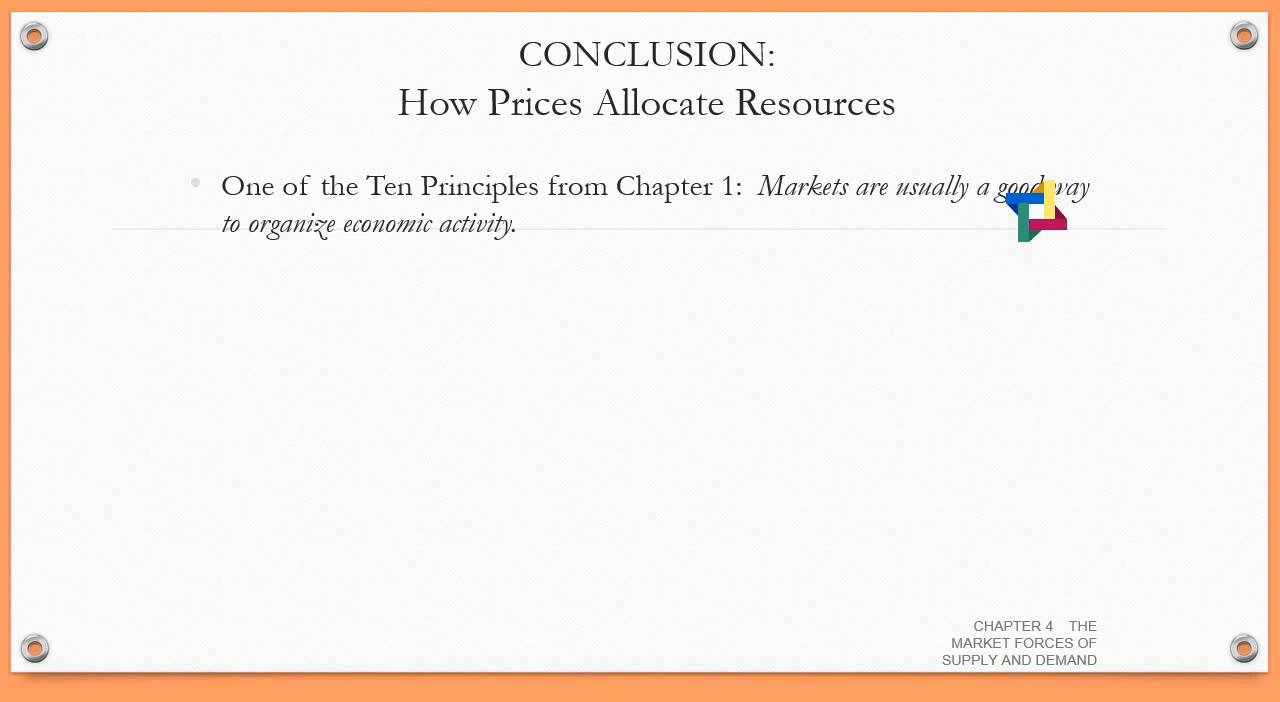 CONCLUSION:
How Prices Allocate Resources
One of the Ten Principles from Chapter 1: Markets are usually a good way
to organize economic activity.
CHAPTER 4 THE
MARKET FORCES OF
SUPPLY AND DEMAND